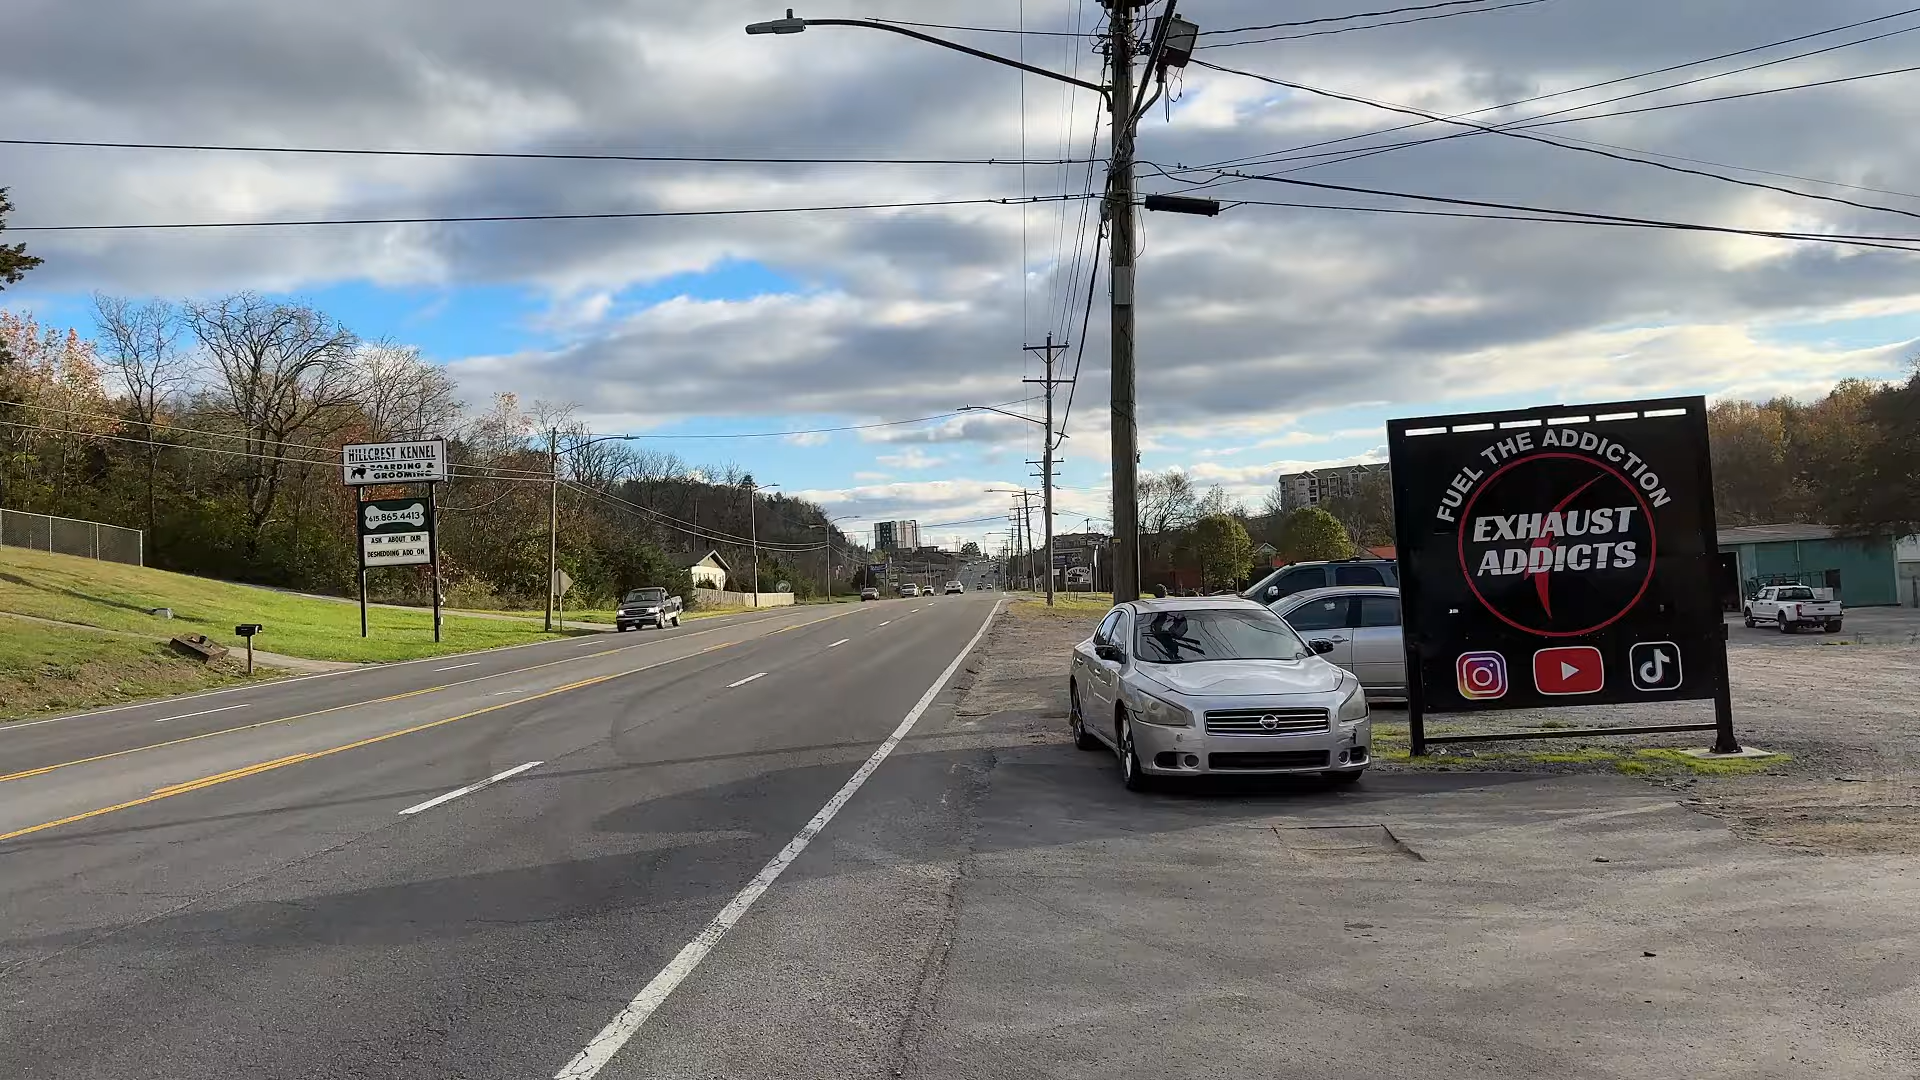 HILLCREST KENNEL
BOARDING &
GROOMING
615.865.4413
ASK ABOUT OUR
DESHEDDING ADD ON
FUEL THE ADDICTION
EXHAUST
ADDICTS